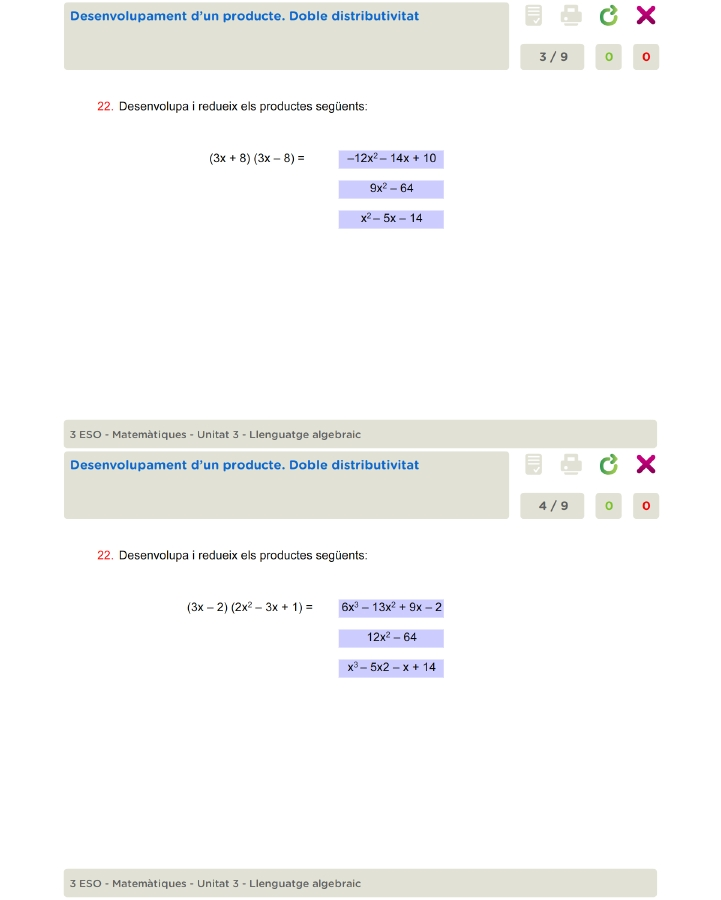 Desenvolupament d'un producte. Doble distributivitat
3 / 9 0 0
22. Desenvolupa i redueix els productes següents:
(3x + 8) (3x – 8) = –12x² – 14x + 10
9x² – 64
x² – 5x – 14
3 ESO - Matemàtiques - Unitat 3 - Llenguatge algebraic
Desenvolupament d'un producte. Doble distributivitat
4 / 9 0 0
22. Desenvolupa i redueix els productes següents:
(3x – 2) (2x² – 3x + 1) = 6x³ – 13x² + 9x – 2
12x² – 64
x³ – 5x2 – x + 14
3 ESO - Matemàtiques - Unitat 3 - Llenguatge algebraic